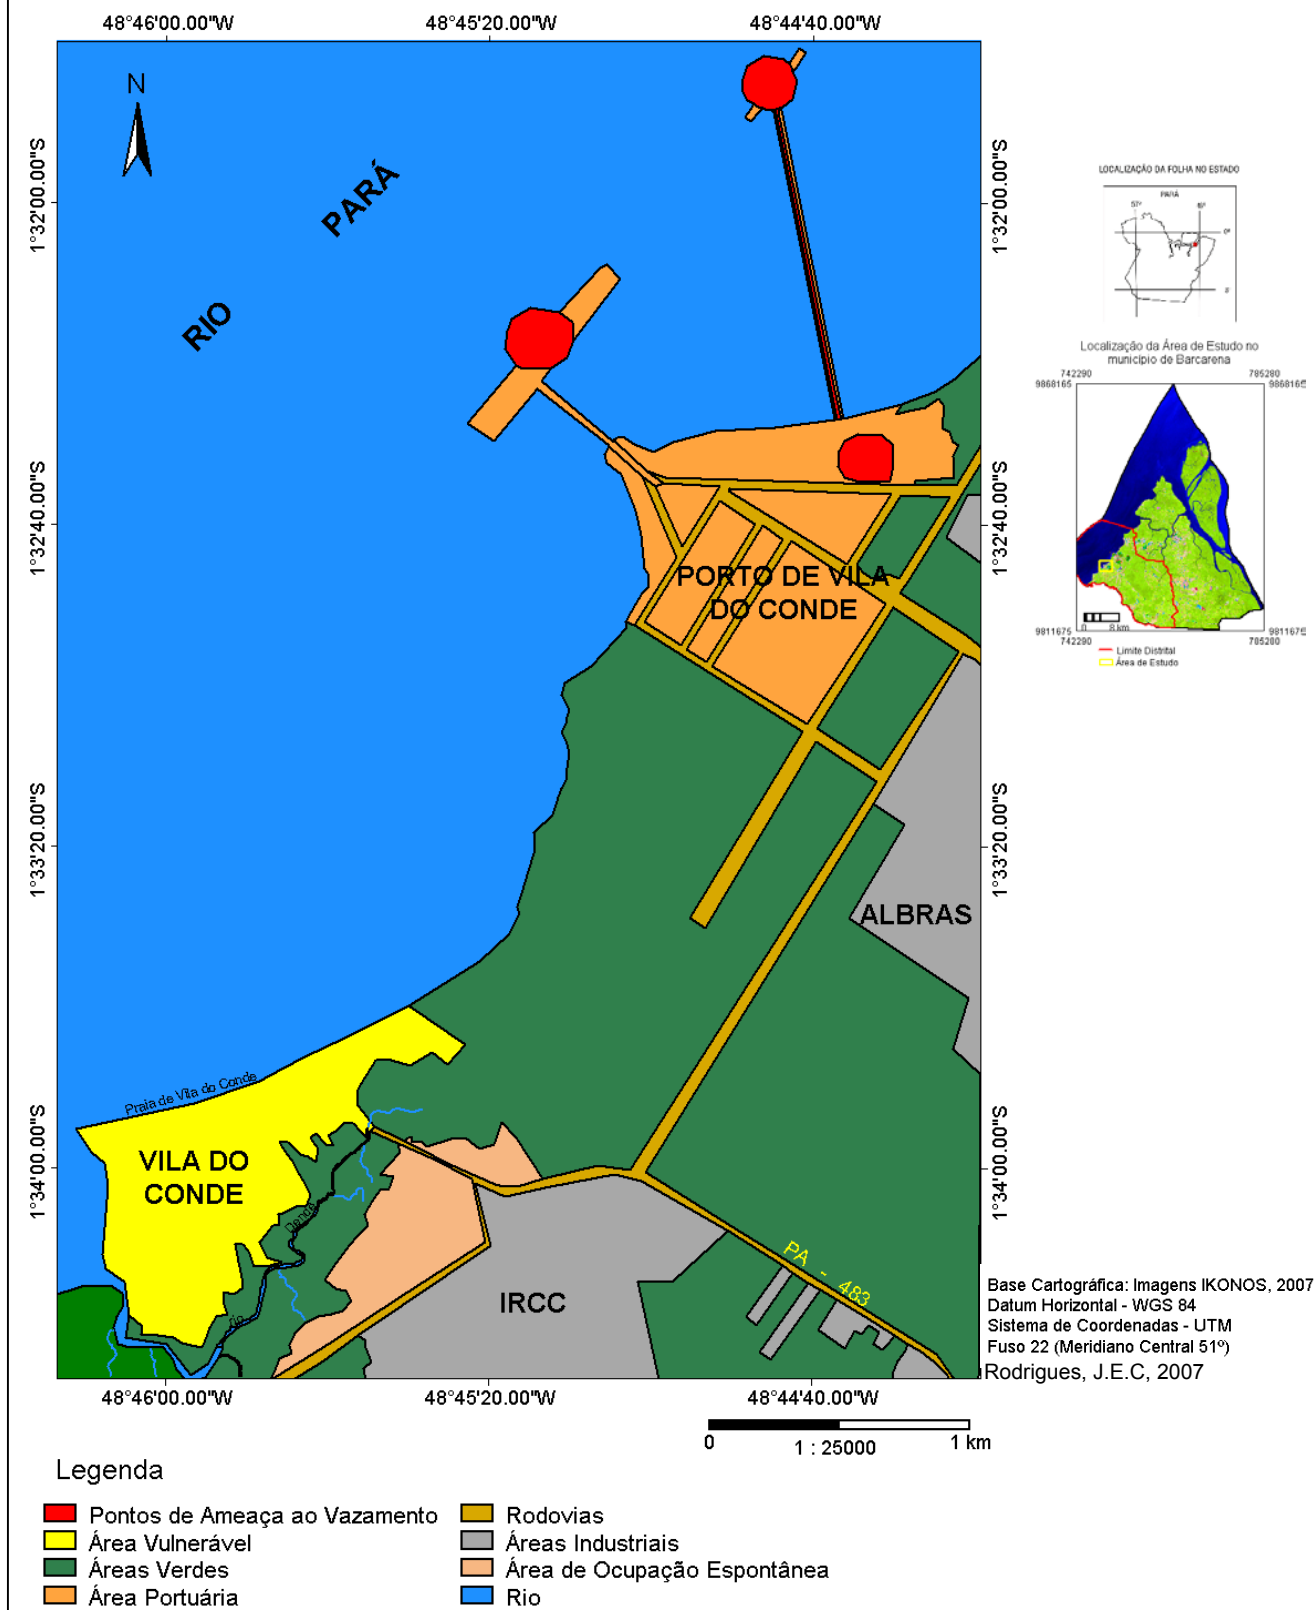 48°46'00.00"W
48°45'20.00"W
48°44'40.00"W
N
1°32'00.00"S
1°32'00.00"S
RIO PARÁ
1°32'40.00"S
1°32'40.00"S
PORTO DE VILA
DO CONDE
1°33'20.00"S
1°33'20.00"S
ALBRAS
Praia de Vila do Conde
VILA DO
CONDE
1°34'00.00"S
1°34'00.00"S
rio
Dendê
IRCC
PA - 483
48°46'00.00"W
48°45'20.00"W
48°44'40.00"W
0
1 : 25000
1 km
LOCALIZAÇÃO DA FOLHA NO ESTADO
PARÁ
57°
0°
Localização da Área de Estudo no
município de Barcarena
742290
785280
9868165
9868165
0
8 km
9811675
9811675
742290
785280
Limite Distrital
Área de Estudo
Base Cartográfica: Imagens IKONOS, 2007
Datum Horizontal - WGS 84
Sistema de Coordenadas - UTM
Fuso 22 (Meridiano Central 51º)
Rodrigues, J.E.C, 2007
Legenda
Pontos de Ameaça ao Vazamento
Área Vulnerável
Áreas Verdes
Área Portuária
Rodovias
Áreas Industriais
Área de Ocupação Espontânea
Rio